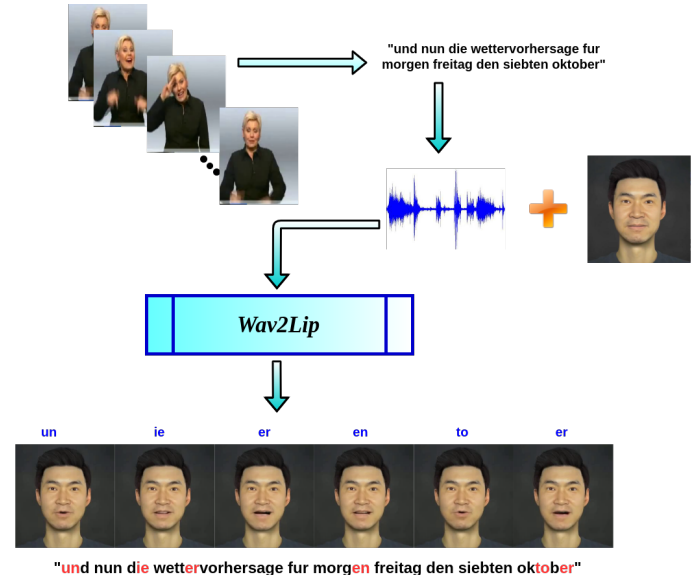 "und nun die wettervorhersage fur
morgen freitag den siebten oktober"
Wav2Lip
un ie er en to er
"und nun die wettervorhersage fur morgen freitag den siebten oktober"